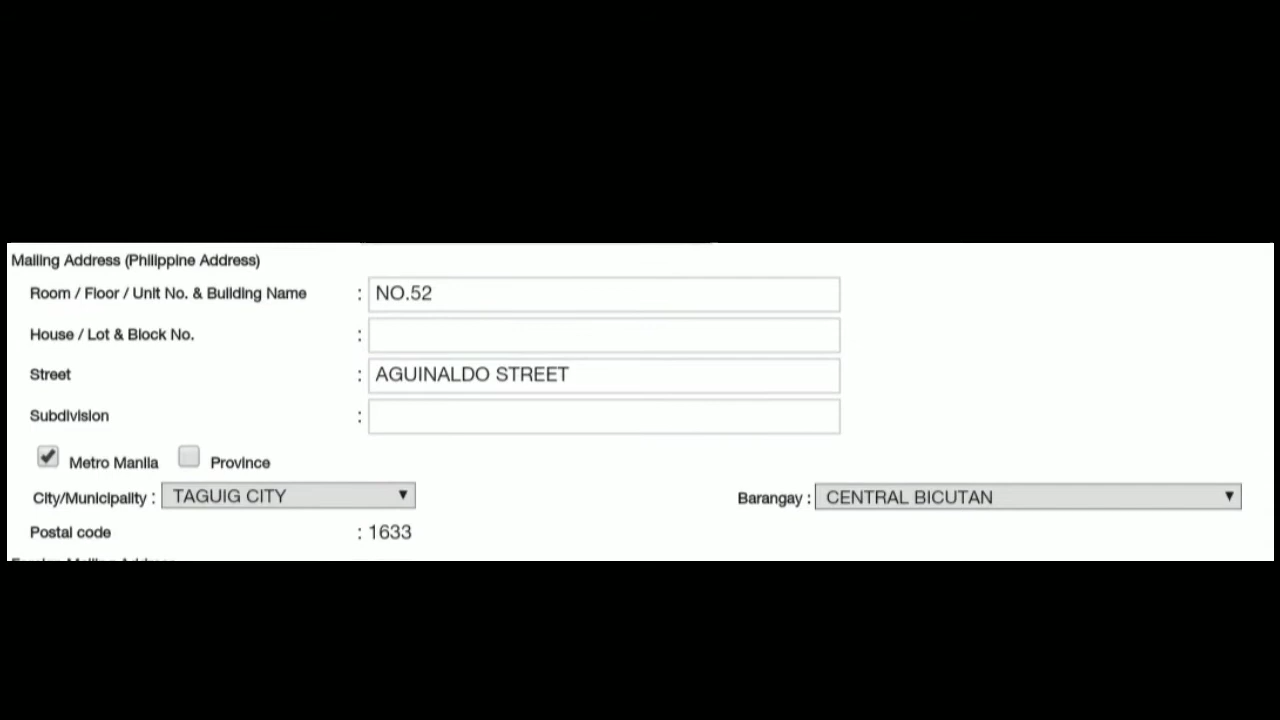 Mailing Address (Philippine Address)
Room / Floor / Unit No. & Building Name : NO.52
House / Lot & Block No. :
Street : AGUINALDO STREET
Subdivision :
Metro Manila Province
City/Municipality : TAGUIG CITY Barangay : CENTRAL BICUTAN
Postal code : 1633